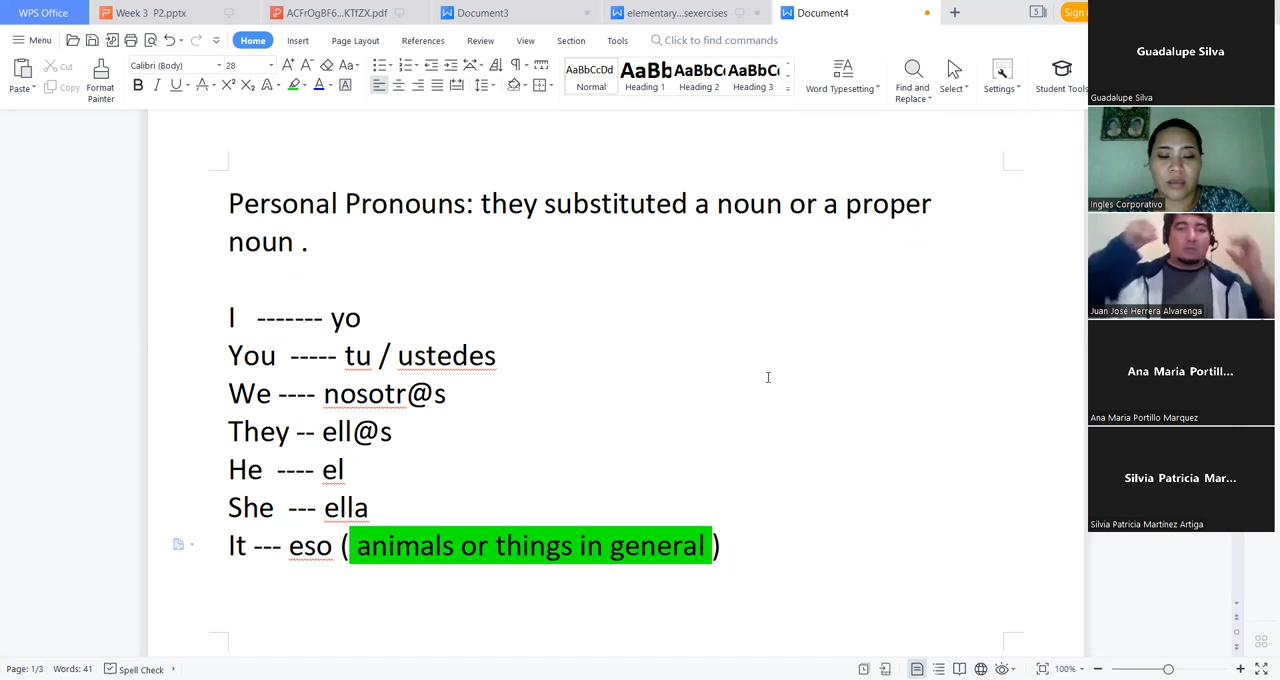 WPS Office
Week 3 P2.pptx
ACFrOgBF6...KTfZX.pdf
Document3
elementary...sexercises
Document4
Sign
Menu
Home
Insert
Page Layout
References
Review
View
Section
Tools
Click to find commands
Paste
Cut
Copy
Format
Painter
Calibri (Body)
28
AaBbCcDd
Normal
Heading 1
Heading 2
Heading 3
Word Typesetting
Find and
Replace
Select
Settings
Student Tools
Personal Pronouns: they substituted a noun or a proper
noun .
I ------- yo
You ----- tu / ustedes
We ---- nosotr@s
They -- ell@s
He ---- el
She --- ella
It --- eso ( animals or things in general )
Guadalupe Silva
Guadalupe Silva
Ingles Corporativo
Juan José Herrera Alvarenga
Ana Maria Portill...
Ana Maria Portillo Marquez
Silvia Patricia Mar...
Silvia Patricia Martínez Artiga
Page: 1/3
Words: 41
Spell Check
100%